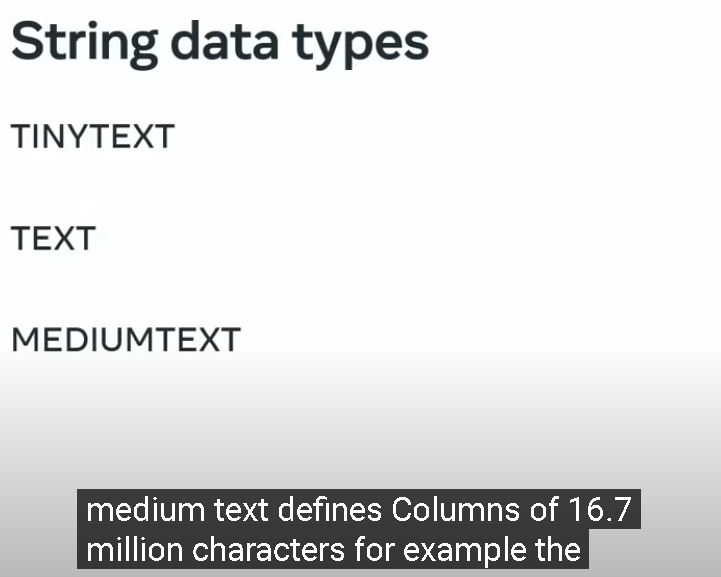 String data types
TINYTEXT
TEXT
MEDIUMTEXT
medium text defines Columns of 16.7
million characters for example the